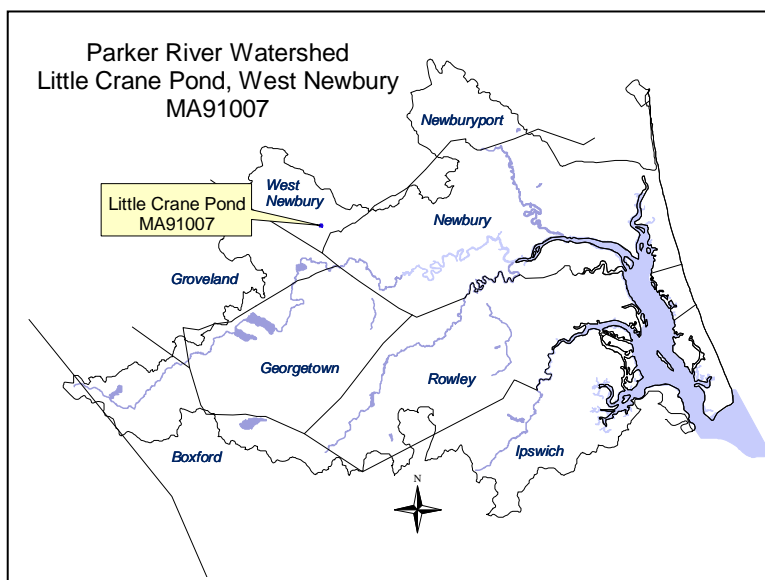 Parker River Watershed
Little Crane Pond, West Newbury
MA91007
Newburyport
West
Newbury
Little Crane Pond
MA91007
Newbury
Groveland
Georgetown
Rowley
Boxford
Ipswich
N